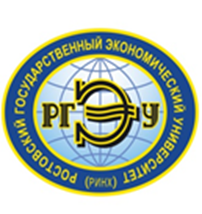 РОСТОВСКИЙ ГОСУДАРСТВЕННЫЙ ЭКОНОМИЧЕСКИЙ УНИВЕРСИТЕТ
РГЭУ
(РИНХ)